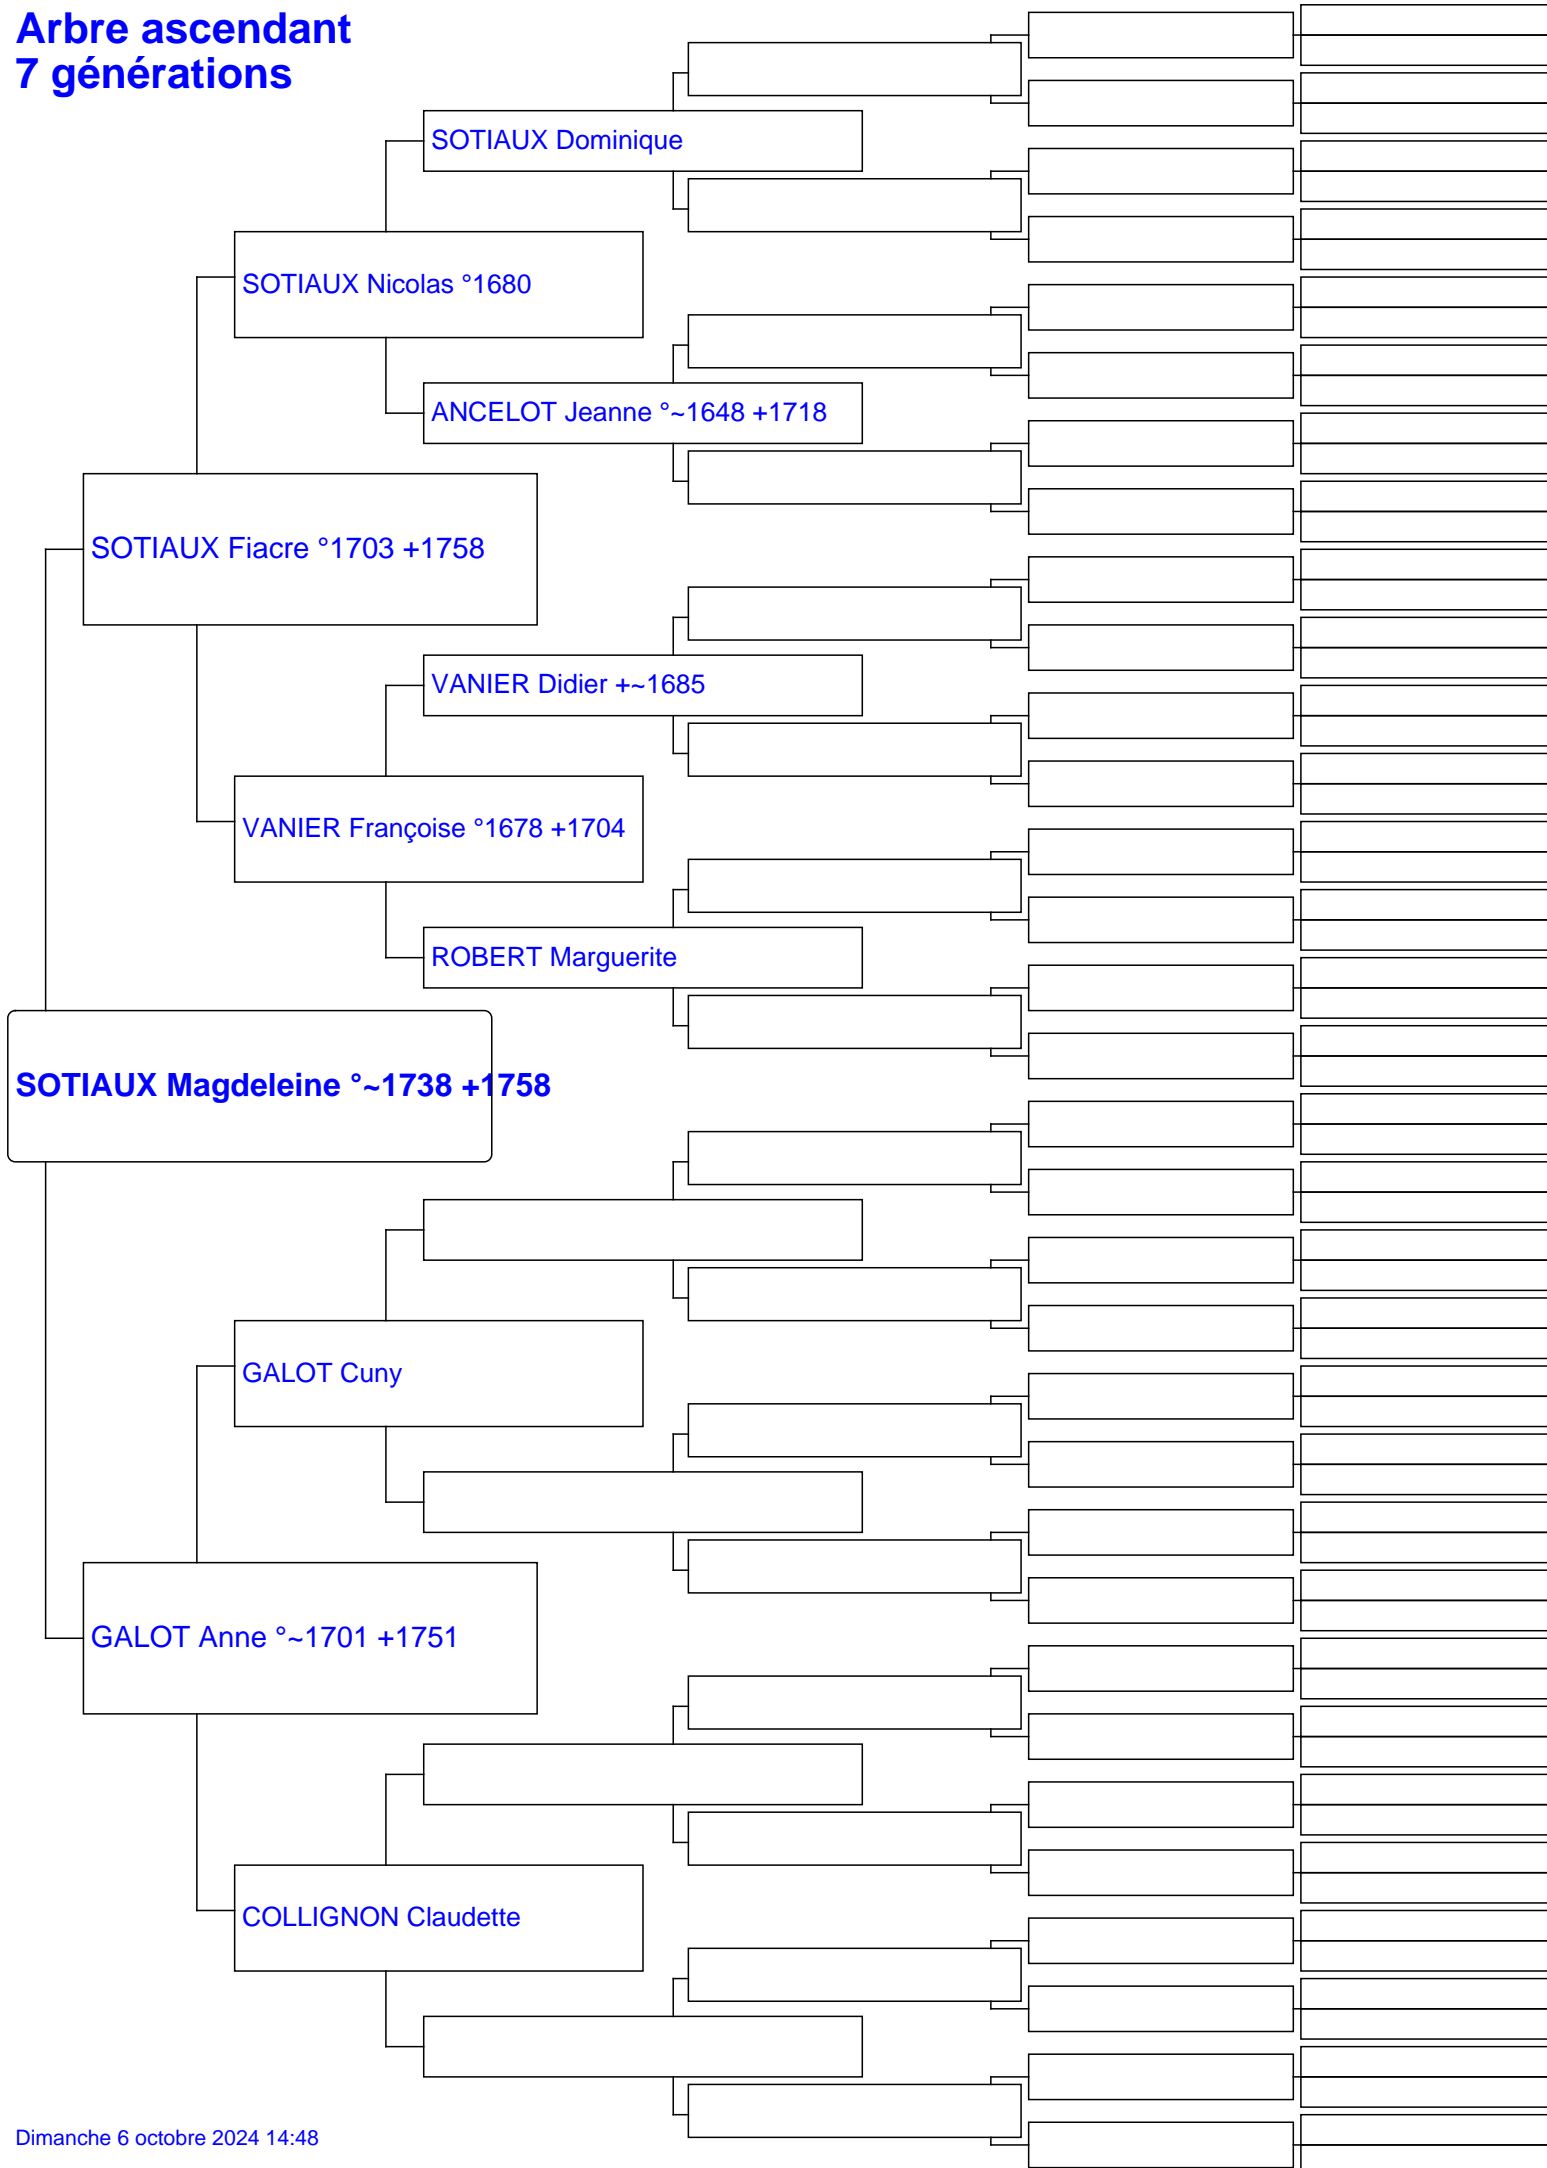 Arbre ascendant
7 générations
SOTIAUX Dominique
SOTIAUX Nicolas °1680
ANCELOT Jeanne °~1648 +1718
SOTIAUX Fiacre °1703 +1758
VANIER Didier +~1685
VANIER Françoise °1678 +1704
ROBERT Marguerite
SOTIAUX Magdeleine °~1738 +1758
GALOT Cuny
GALOT Anne °~1701 +1751
COLLIGNON Claudette
Dimanche 6 octobre 2024 14:48